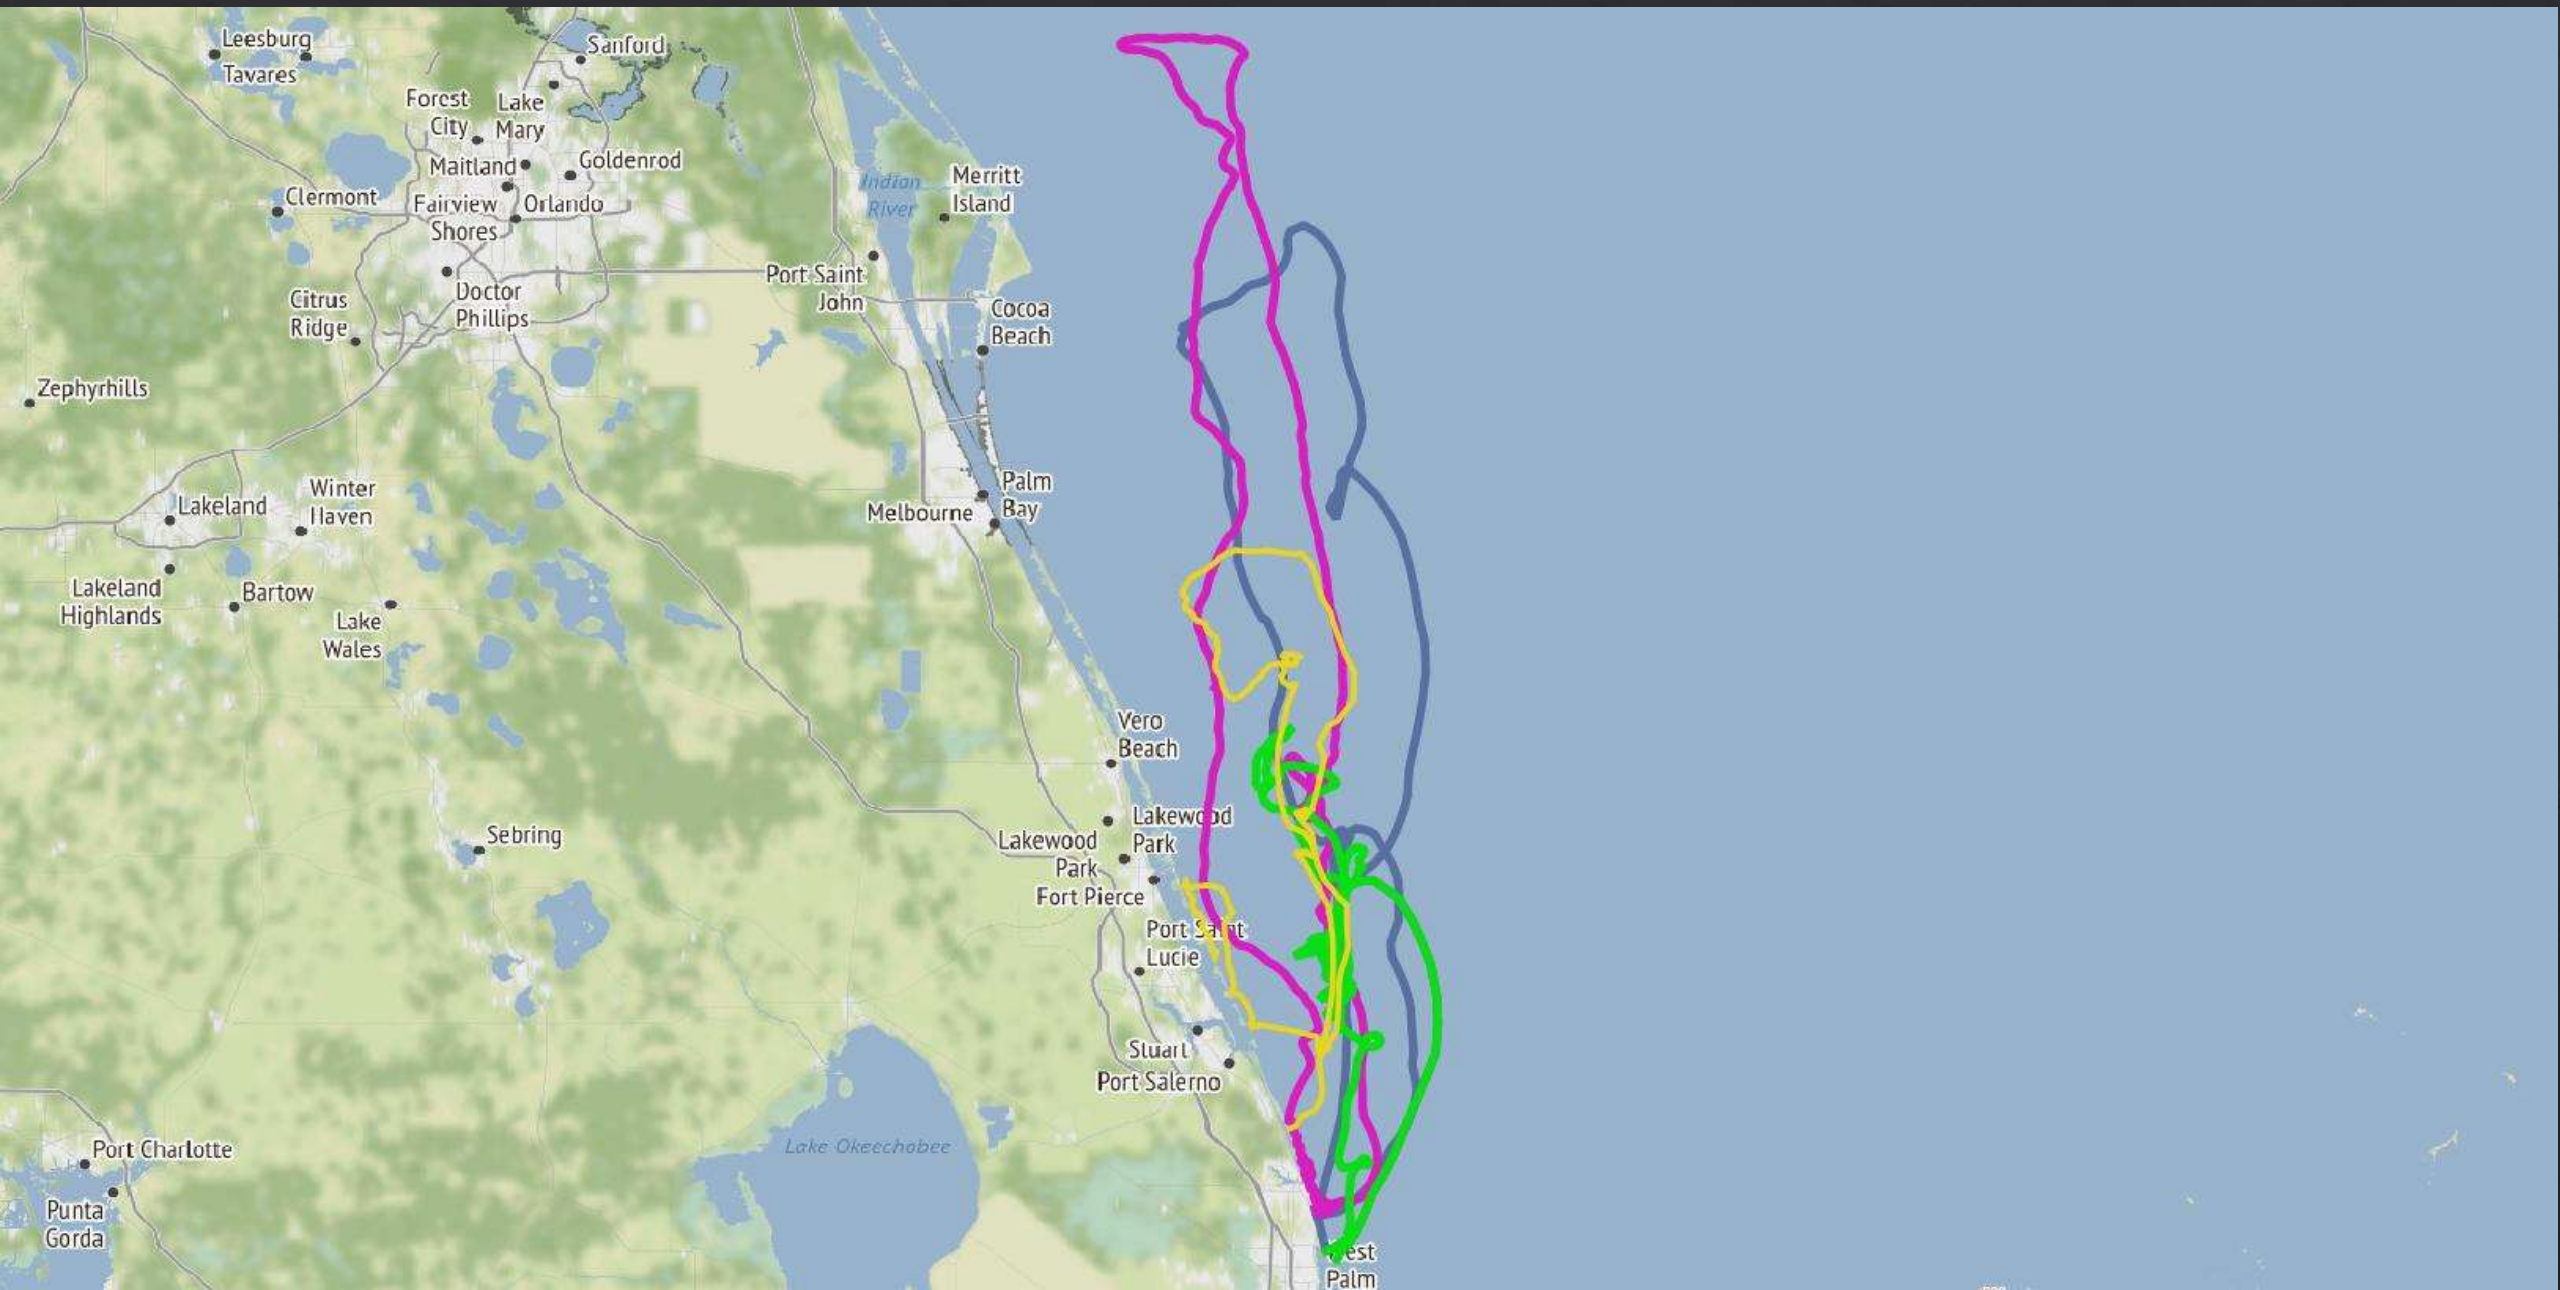 Leesburg
Tavares
Sanford
Forest
City
Lake
Mary
Maitland
Goldenrod
Clermont
Fairview
Shores
Orlando
Indian
River
Merritt
Island
Port Saint
John
Doctor
Phillips
Citrus
Ridge
Cocoa
Beach
Zephyrhills
Lakeland
Winter
Haven
Palm
Bay
Melbourne
Lakeland
Highlands
Bartow
Lake
Wales
Vero
Beach
Sebring
Lakewood
Park
Lakewood
Park
Fort Pierce
Port Saint
Lucie
Stuart
Port Salerno
Lake Okeechobee
Port Charlotte
Punta
Gorda
West
Palm